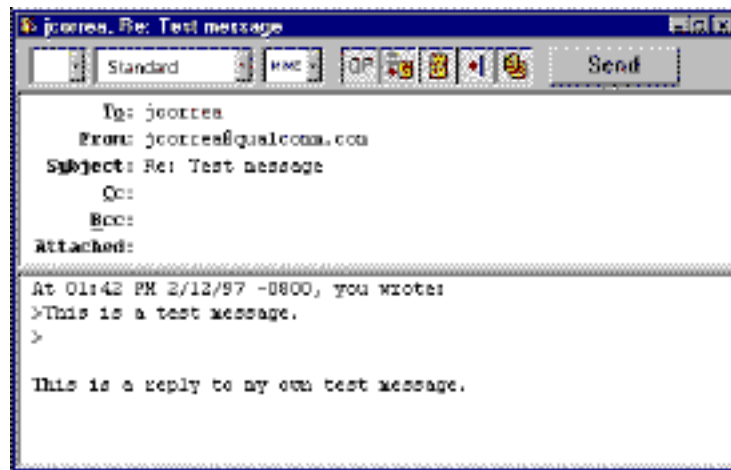 jcorrea, Re: Test message
Standard MIME QP Send
To: jcorrea
From: jcorrea@qualcomm.com
Subject: Re: Test message
Cc:
Bcc:
Attached:
At 01:42 PM 2/12/97 -0800, you wrote:
>This is a test message.
>
This is a reply to my own test message.